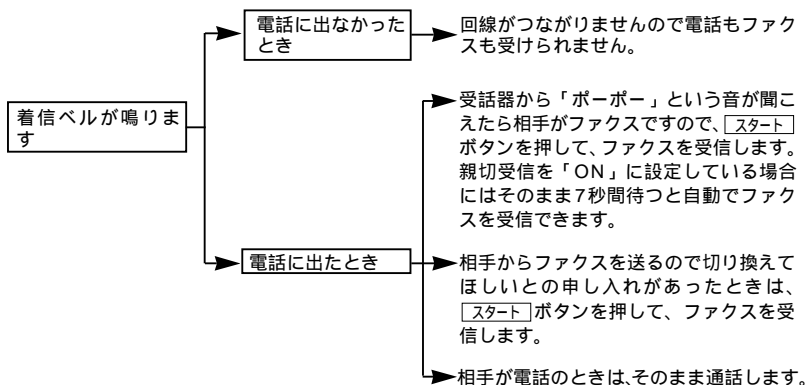 着信ベルが鳴りま
す
電話に出なかった
とき
回線がつながりませんので電話もファク
スも受けられません。
電話に出たとき
受話器から「ポーポー」という音が聞こ
えたら相手がファクスですので、スタート
ボタンを押して、ファクスを受信します。
親切受信を「ON」に設定している場合
にはそのまま7秒間待つと自動でファク
スを受信できます。
相手からファクスを送るので切り換えて
ほしいとの申し入れがあったときは、
スタート ボタンを押して、ファクスを受
信します。
相手が電話のときは、そのまま通話します。